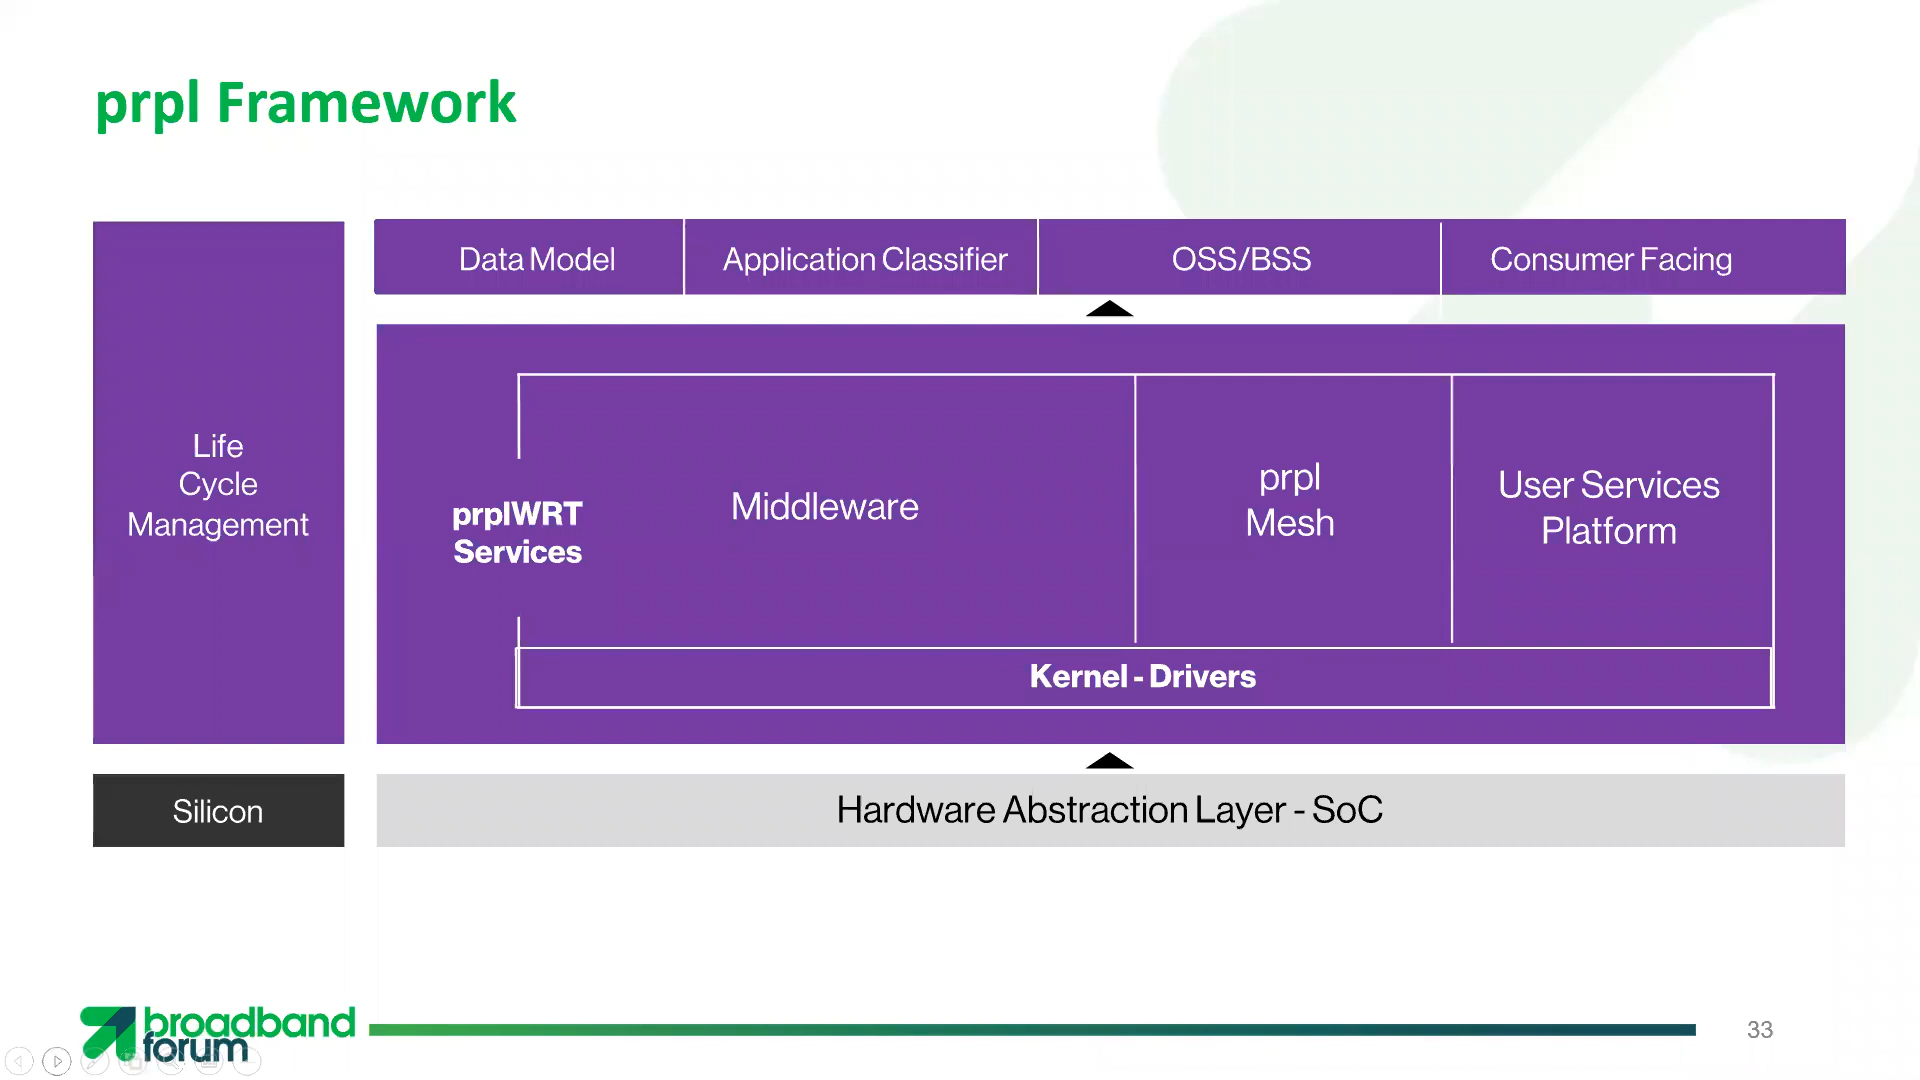 prpl Framework
Data Model
Application Classifier
OSS/BSS
Consumer Facing
Life
Cycle
Management
prplWRT
Services
Middleware
prpl
Mesh
User Services
Platform
Kernel - Drivers
Silicon
Hardware Abstraction Layer - SoC
broadband
forum
33